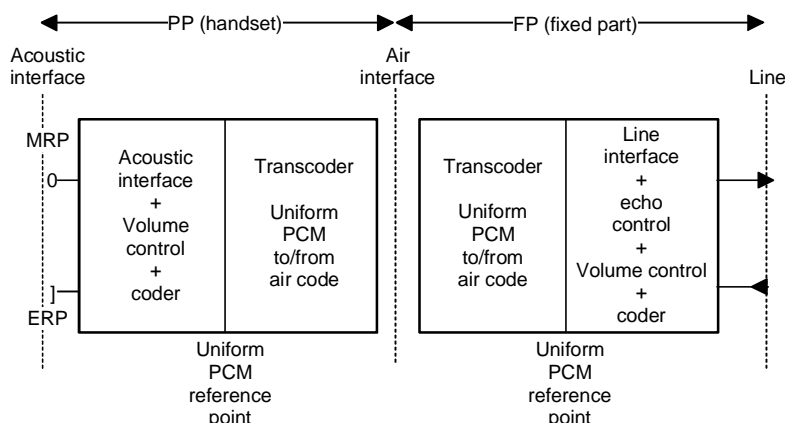 PP (handset)
FP (fixed part)
Acoustic
interface
Air
interface
Line
MRP
0
]
ERP
Acoustic
interface
+
Volume
control
+
coder
Transcoder
Uniform
PCM
to/from
air code
Transcoder
Uniform
PCM
to/from
air code
Line
interface
+
echo
control
+
Volume control
+
coder
Uniform
PCM
reference
point
Uniform
PCM
reference
point